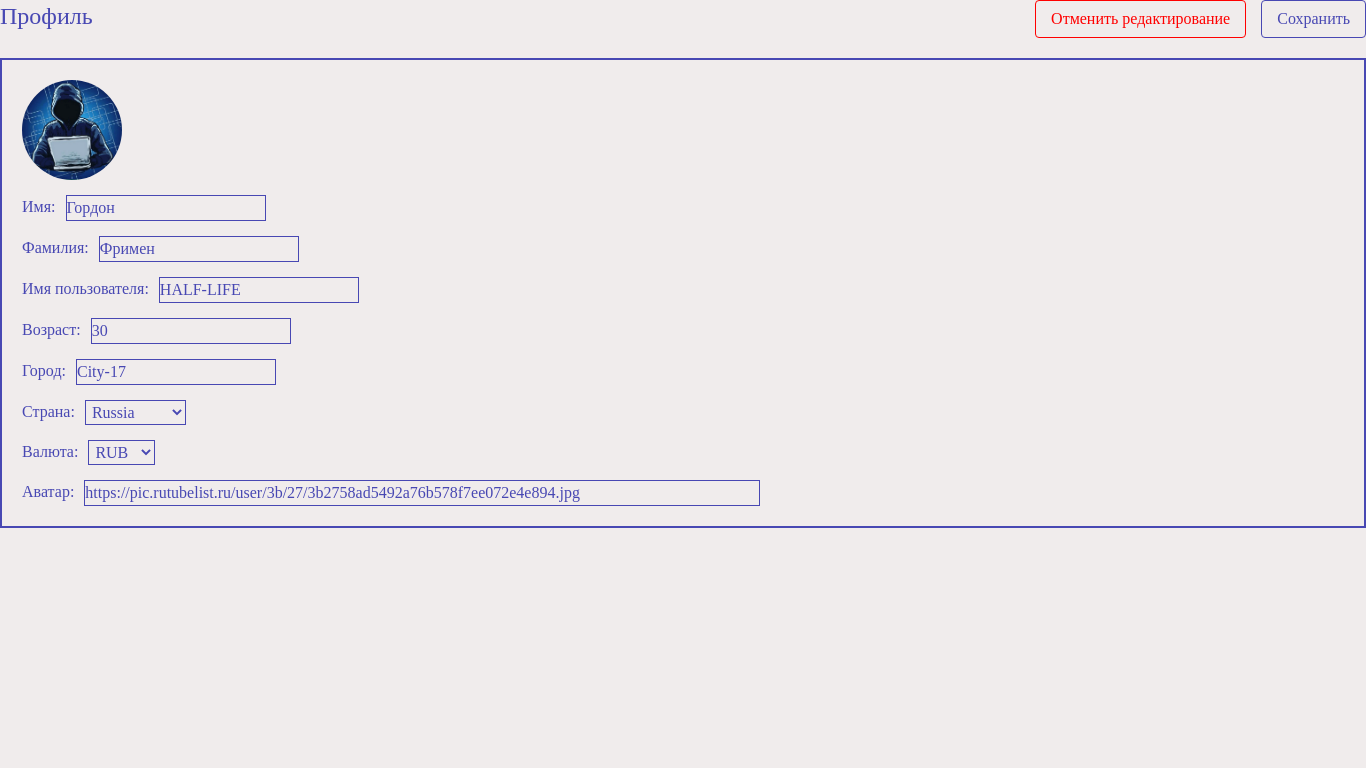 Профиль
Отменить редактирование
Сохранить
Имя: Гордон
Фамилия: Фримен
Имя пользователя: HALF-LIFE
Возраст: 30
Город: City-17
Страна: Russia
Валюта: RUB
Аватар: https://pic.rutubelist.ru/user/3b/27/3b2758ad5492a76b578f7ee072e4e894.jpg